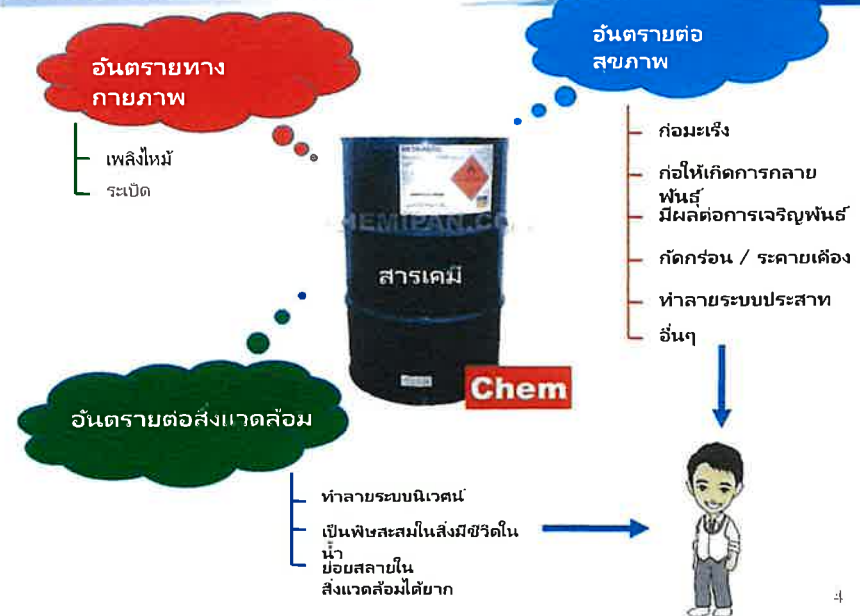 อันตรายทาง
กายภาพ
เพลิงไหม้
ระเบิด
อันตรายต่อ
สุขภาพ
ก่อมะเร็ง
ก่อให้เกิดการกลาย
พันธุ์
มีผลต่อการเจริญพันธ์
กัดกร่อน / ระคายเคือง
ทำลายระบบประสาท
อื่นๆ
สารเคมี
Chem
อันตรายต่อสิ่งแวดล้อม
ทำลายระบบนิเวศน์
เป็นพิษสะสมในสิ่งมีชีวิตใน
น้ำ
ย่อยสลายใน
สิ่งแวดล้อมได้ยาก
4